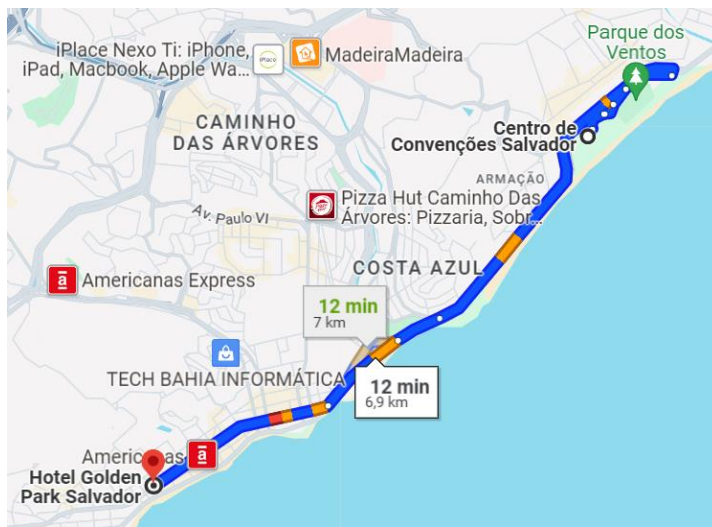 Parque dos
Ventos
iPlace Nexo Ti: iPhone,
iPad, Macbook, Apple Wa...
iPlace
MadeiraMadeira
CAMINHO
DAS ÁRVORES
Centro de
Convenções Salvador
ARMAÇÃO
Pizza Hut Caminho Das
Árvores: Pizzaria, Sobr...
Av. Paulo VI
COSTA AZUL
Americanas Express
12 min
7 km
TECH BAHIA INFORMÁTICA
12 min
6,9 km
Americanas
Hotel Golden
Park Salvador